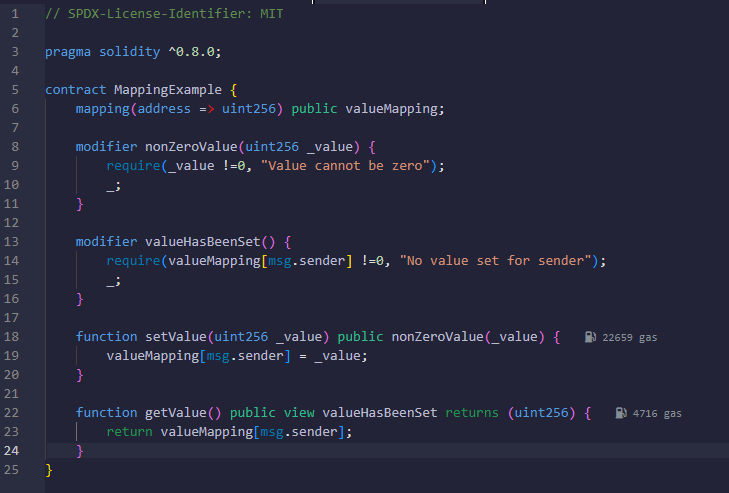 1 // SPDX-License-Identifier: MIT
2
3 pragma solidity ^0.8.0;
4
5 contract MappingExample {
6     mapping(address => uint256) public valueMapping;
7
8     modifier nonZeroValue(uint256 _value) {
9         require(_value !=0, "Value cannot be zero");
10         _;
11     }
12
13     modifier valueHasBeenSet() {
14         require(valueMapping[msg.sender] !=0, "No value set for sender");
15         _;
16     }
17
18     function setValue(uint256 _value) public nonZeroValue(_value) { 22659 gas
19         valueMapping[msg.sender] = _value;
20     }
21
22     function getValue() public view valueHasBeenSet returns (uint256) { 4716 gas
23         return valueMapping[msg.sender];
24     }
25 }